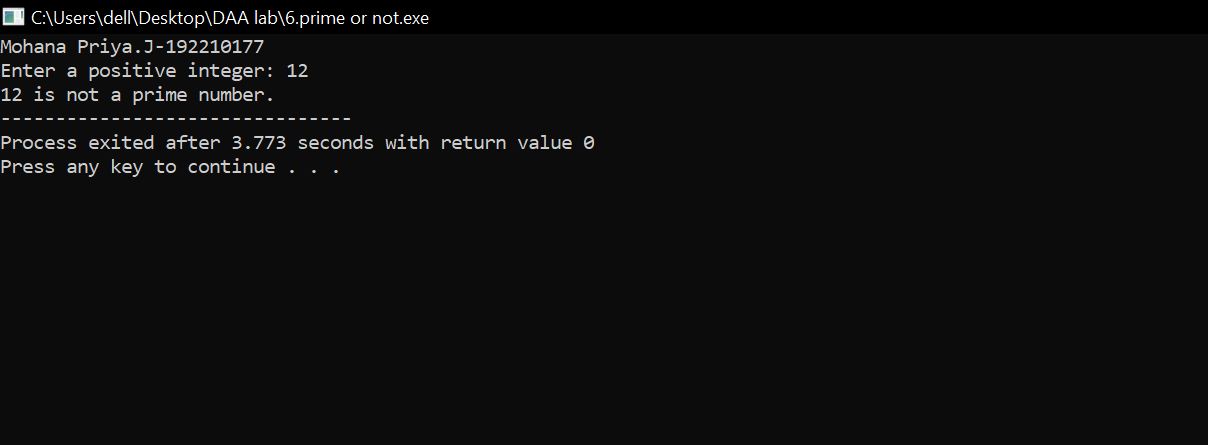 C:\Users\dell\Desktop\DAA lab\6.prime or not.exe
Mohana Priya.J-192210177
Enter a positive integer: 12
12 is not a prime number.
--------------------------------
Process exited after 3.773 seconds with return value 0
Press any key to continue . . .